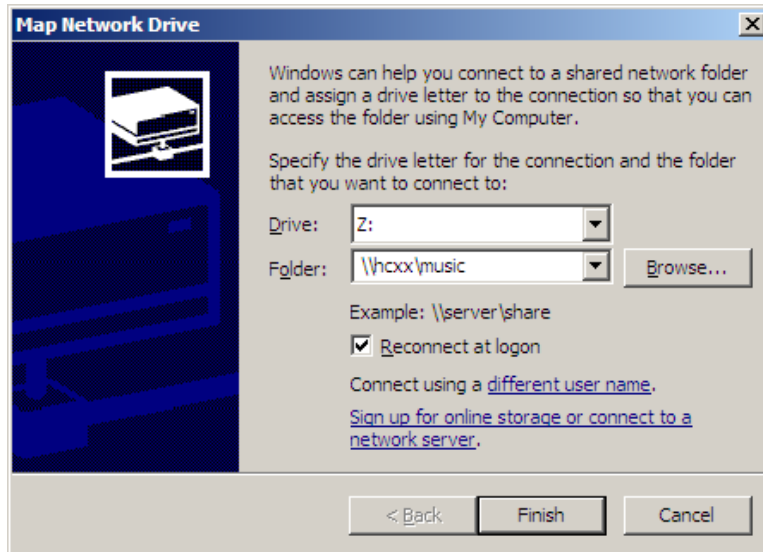 Map Network Drive
Windows can help you connect to a shared network folder
and assign a drive letter to the connection so that you can
access the folder using My Computer.
Specify the drive letter for the connection and the folder
that you want to connect to:
Drive: Z:
Folder: \\hcxx\music Browse...
Example: \\server\share
Reconnect at logon
Connect using a different user name.
Sign up for online storage or connect to a
network server.
< Back Finish Cancel